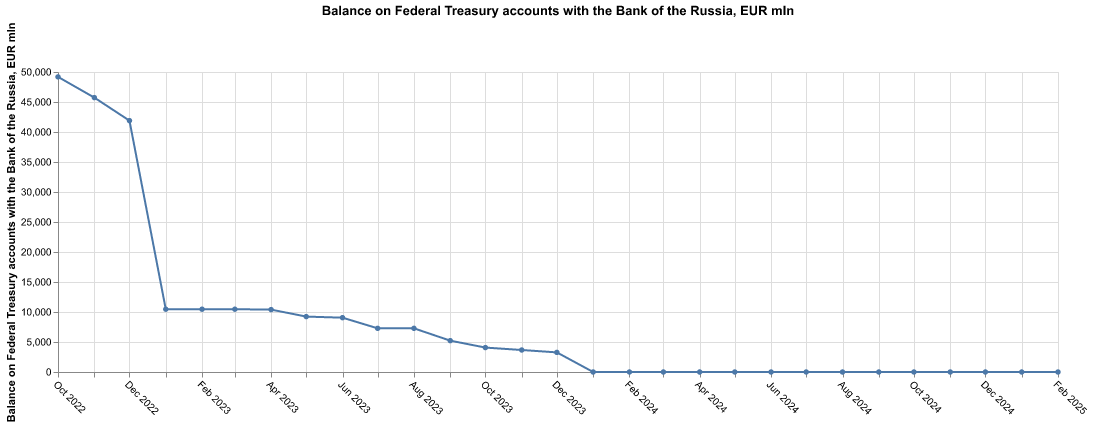 Balance on Federal Treasury accounts with the Bank of the Russia, EUR mln
Balance on Federal Treasury accounts with the Bank of the Russia, EUR mln
50,000
45,000
40,000
35,000
30,000
25,000
20,000
15,000
10,000
5,000
0
Oct 2022
Dec 2022
Feb 2023
Apr 2023
Jun 2023
Aug 2023
Oct 2023
Dec 2023
Feb 2024
Apr 2024
Jun 2024
Aug 2024
Oct 2024
Dec 2024
Feb 2025